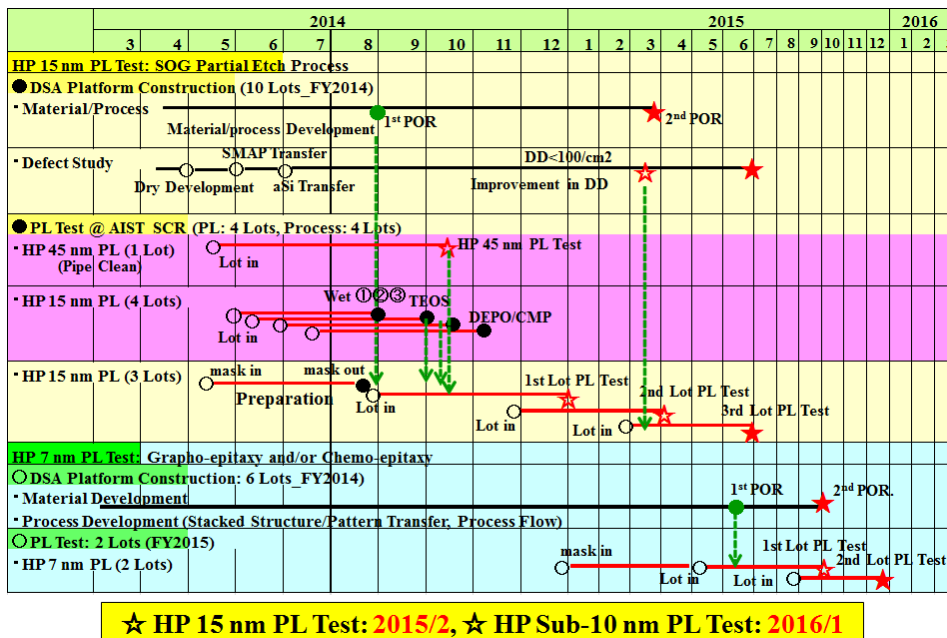 2014 2015 2016
3 4 5 6 7 8 9 10 11 12 1 2 3 4 5 6 7 8 9 10 11 12 1 2 3
HP 15 nm PL Test: SOG Partial Etch Process
● DSA Platform Construction (10 Lots_FY2014)
・Material/Process
1st POR
2nd POR
Material/process Development
・Defect Study
SMAP Transfer
DD<100/cm2
Dry Development
aSi Transfer
Improvement in DD
● PL Test @ AIST SCR (PL: 4 Lots, Process: 4 Lots)
・HP 45 nm PL (1 Lot)
(Pipe Clean)
Lot in
HP 45 nm PL Test
・HP 15 nm PL (4 Lots)
Wet ①②③
TEOS
DEPO/CMP
Lot in
・HP 15 nm PL (3 Lots)
mask in
mask out
Preparation
Lot in
1st Lot PL Test
2nd Lot PL Test
3rd Lot PL Test
Lot in
Lot in
HP 7 nm PL Test: Grapho-epitaxy and/or Chemo-epitaxy
○ DSA Platform Construction: 6 Lots_FY2014)
・Material Development
1st POR
2nd POR.
・Process Development (Stacked Structure/Pattern Transfer, Process Flow)
○ PL Test: 2 Lots (FY2015)
・HP 7 nm PL (2 Lots)
mask in
Lot in
1st Lot PL Test
2nd Lot PL Test
Lot in
☆ HP 15 nm PL Test: 2015/2, ☆ HP Sub-10 nm PL Test: 2016/1